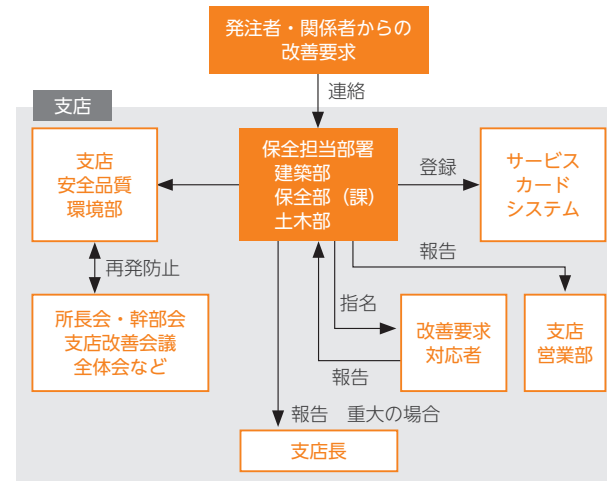 発注者・関係者からの
改善要求
連絡
支店
支店
安全品質
環境部
保全担当部署
建築部
保全部（課）
土木部
登録
サービス
カード
システム
再発防止
報告
指名
所長会・幹部会
支店改善会議
全体会など
改善要求
対応者
支店
営業部
報告
報告　重大の場合
支店長